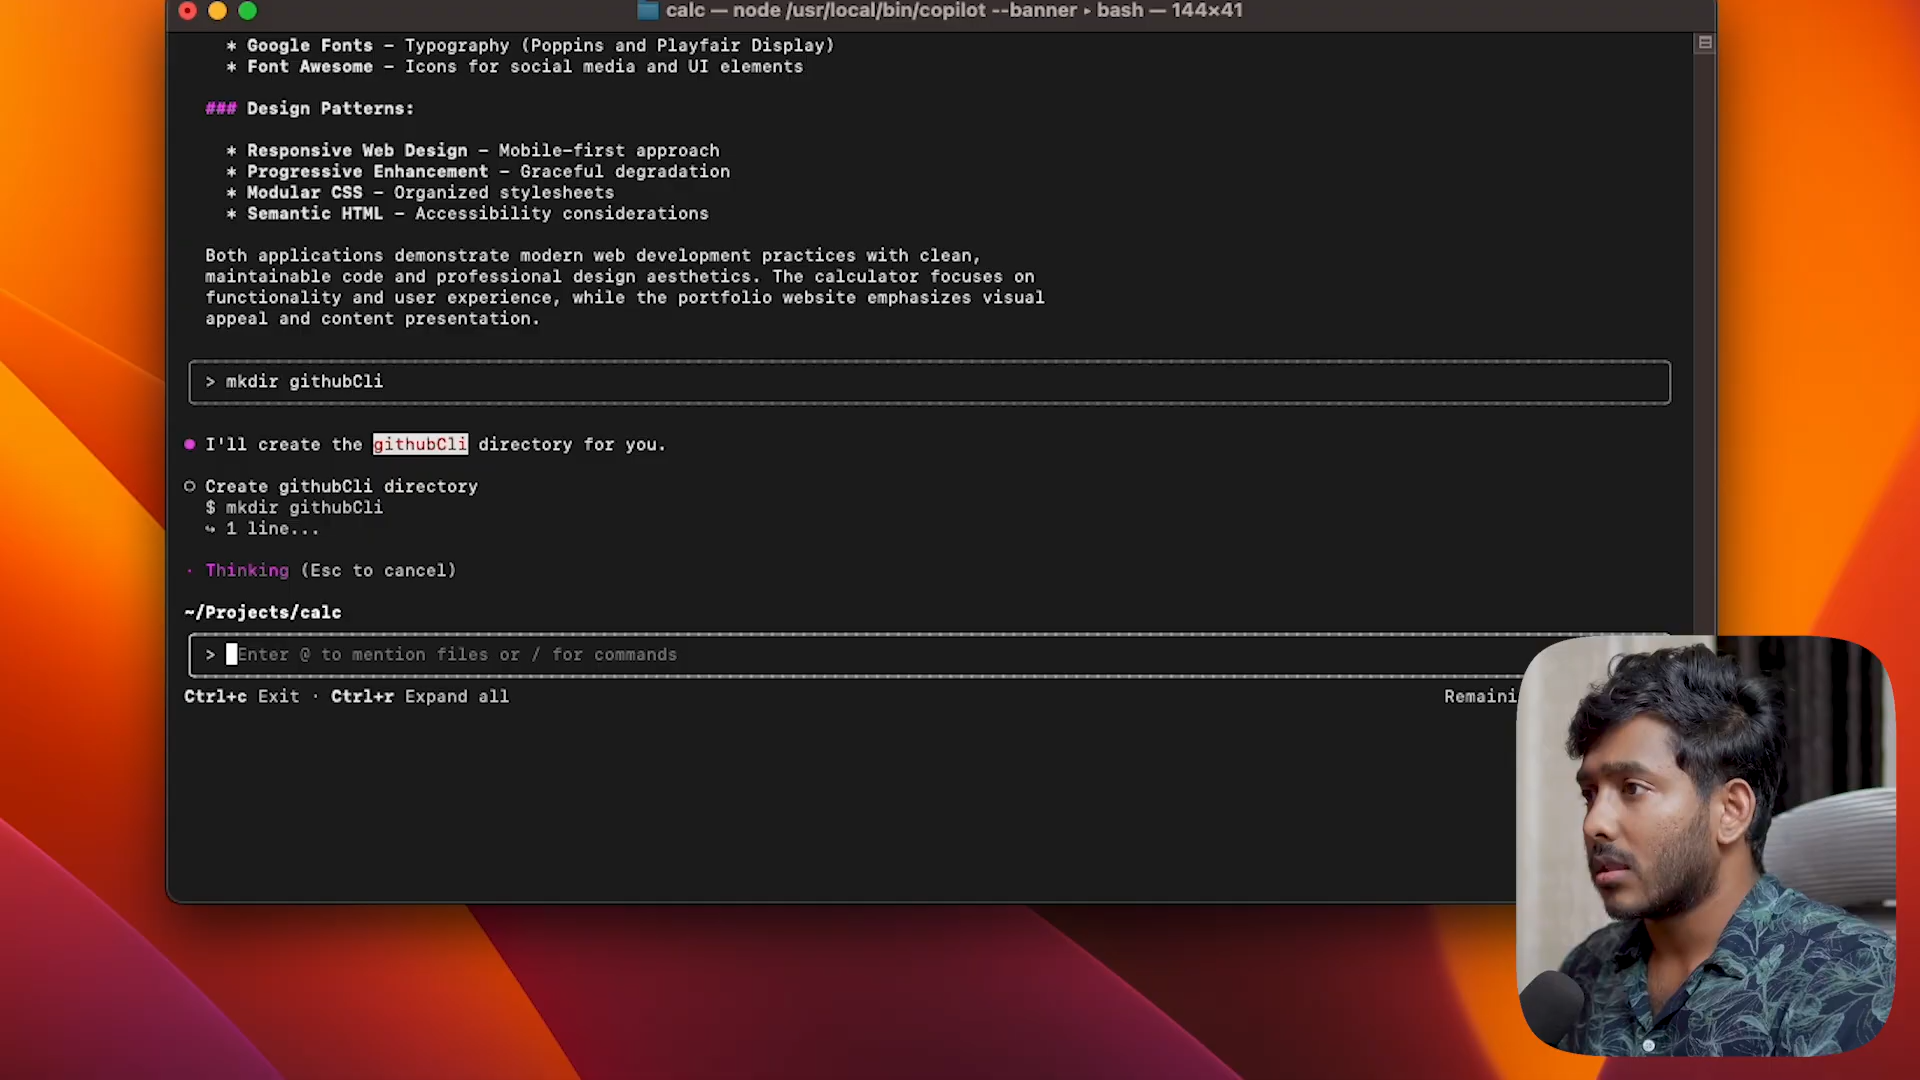 calc — node /usr/local/bin/copilot --banner ▸ bash — 144×41
* Google Fonts – Typography (Poppins and Playfair Display)
* Font Awesome – Icons for social media and UI elements
### Design Patterns:
* Responsive Web Design – Mobile-first approach
* Progressive Enhancement – Graceful degradation
* Modular CSS – Organized stylesheets
* Semantic HTML – Accessibility considerations
Both applications demonstrate modern web development practices with clean,
maintainable code and professional design aesthetics. The calculator focuses on
functionality and user experience, while the portfolio website emphasizes visual
appeal and content presentation.
> mkdir githubCli
● I'll create the githubCli directory for you.
○ Create githubCli directory
$ mkdir githubCli
↪ 1 line...
· Thinking (Esc to cancel)
~/Projects/calc
> Enter @ to mention files or / for commands
Ctrl+c Exit · Ctrl+r Expand all
Remaini